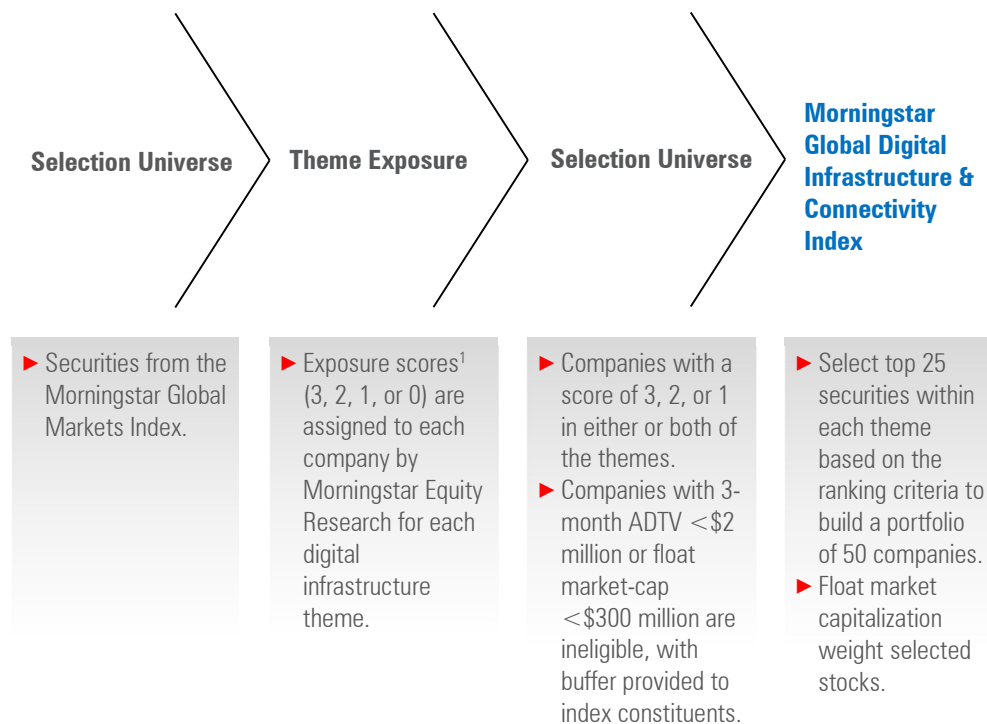 Selection Universe
Theme Exposure
Selection Universe
Morningstar
Global Digital
Infrastructure &
Connectivity
Index
► Securities from the
Morningstar Global
Markets Index.
► Exposure scores¹
(3, 2, 1, or 0) are
assigned to each
company by
Morningstar Equity
Research for each
digital
infrastructure
theme.
► Companies with a
score of 3, 2, or 1
in either or both of
the themes.
► Companies with 3-
month ADTV <$2
million or float
market-cap
<$300 million are
ineligible, with
buffer provided to
index constituents.
► Select top 25
securities within
each theme
based on the
ranking criteria to
build a portfolio
of 50 companies.
► Float market
capitalization
weight selected
stocks.